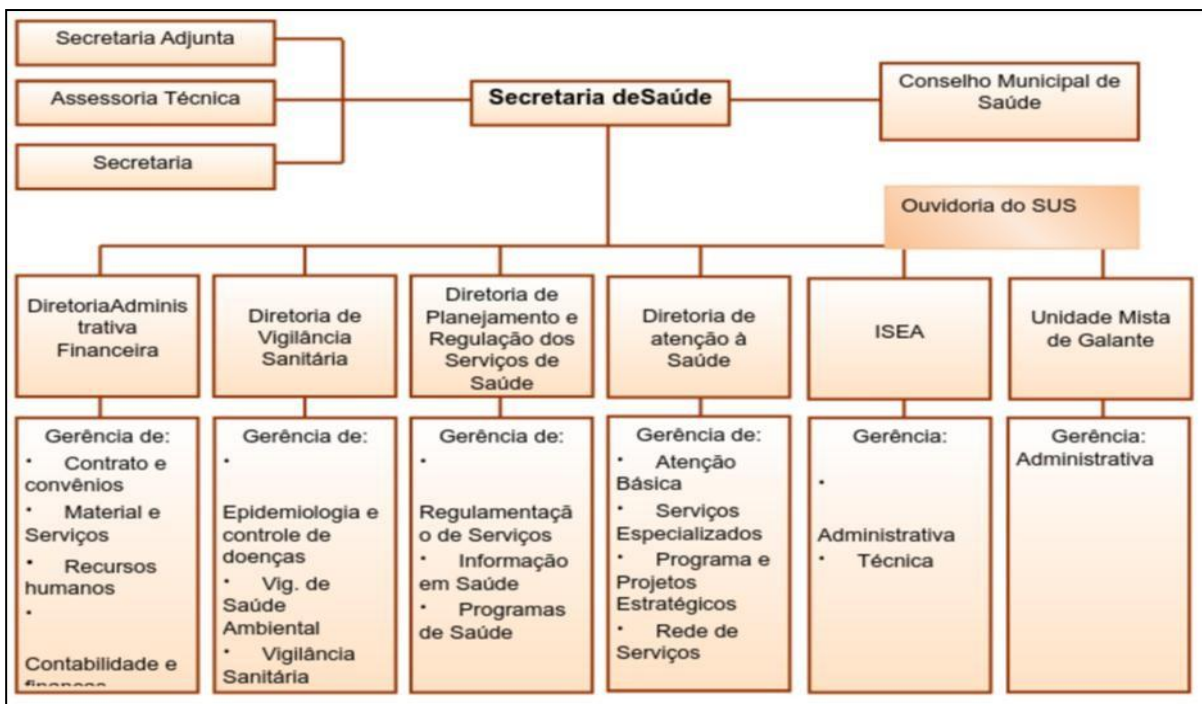 Secretaria Adjunta
Assessoria Técnica
Secretaria
Secretaria deSaúde
Conselho Municipal de
Saúde
Ouvidoria do SUS
DiretoriaAdminis
trativa
Financeira
Diretoria de
Vigilância
Sanitária
Diretoria de
Planejamento e
Regulação dos
Serviços de
Saúde
Diretoria de
atenção à
Saúde
ISEA
Unidade Mista
de Galante
Gerência de:
• Contrato e
convênios
• Material e
Serviços
• Recursos
humanos
•
Contabilidade e
Gerência de:
•
Epidemiologia e
controle de
doenças
• Vig. de
Saúde
Ambiental
• Vigilância
Sanitária
Gerência de:
•
Regulamentaçã
o de Serviços
• Informação
em Saúde
• Programas
de Saúde
Gerência de:
• Atenção
Básica
• Serviços
Especializados
• Programa e
Projetos
Estratégicos
• Rede de
Serviços
Gerência:
•
Administrativa
• Técnica
Gerência:
Administrativa